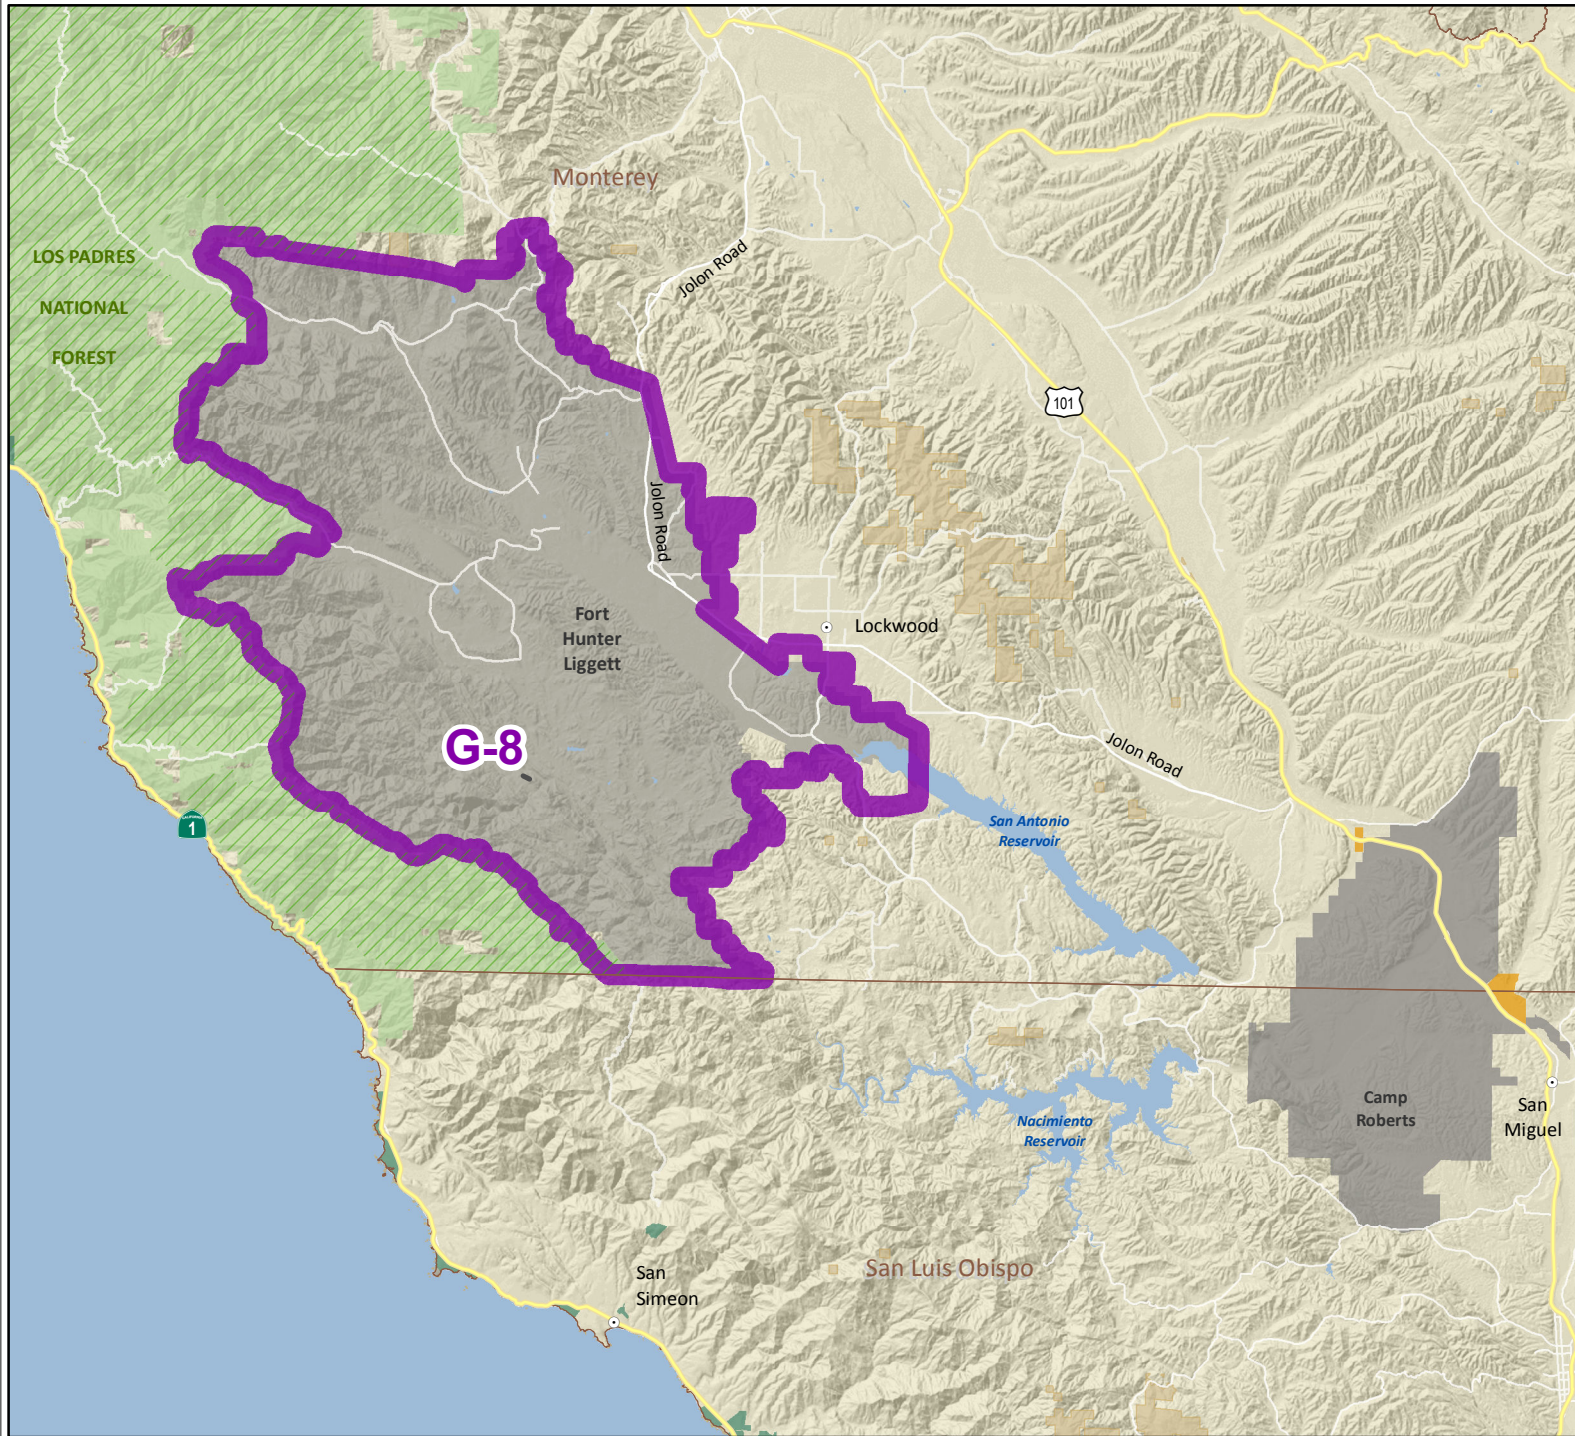 Monterey
LOS PADRES
NATIONAL
FOREST
Jolon Road
101
Jolon Road
Fort
Hunter
Liggett
Lockwood
G-8
Jolon Road
CALIFORNIA
1
San Antonio
Reservoir
Camp
Roberts
San
Miguel
Nacimiento
Reservoir
San Luis Obispo
San
Simeon